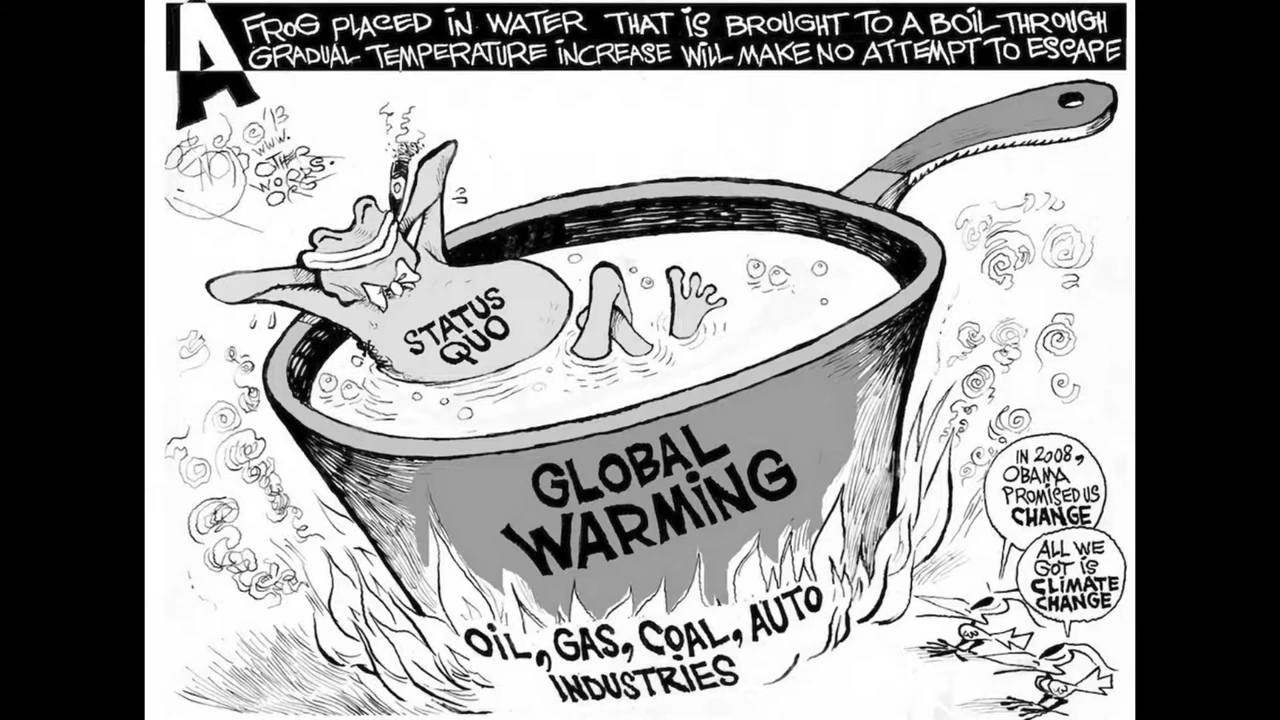 A FROG PLACED IN WATER THAT IS BROUGHT TO A BOIL THROUGH
GRADUAL TEMPERATURE INCREASE WILL MAKE NO ATTEMPT TO ESCAPE
©'13
WWW.
OTHER
WORDS.
ORG
STATUS
QUO
GLOBAL
WARMING
OIL, GAS, COAL, AUTO
INDUSTRIES
IN 2008,
OBAMA
PROMISED US
CHANGE
ALL WE
GOT IS
CLIMATE
CHANGE